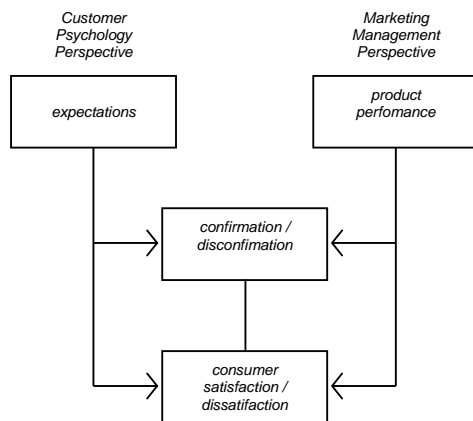 Customer
Psychology
Perspective
Marketing
Management
Perspective
expectations
product
perfomance
confirmation /
disconfimation
consumer
satisfaction /
dissatifaction